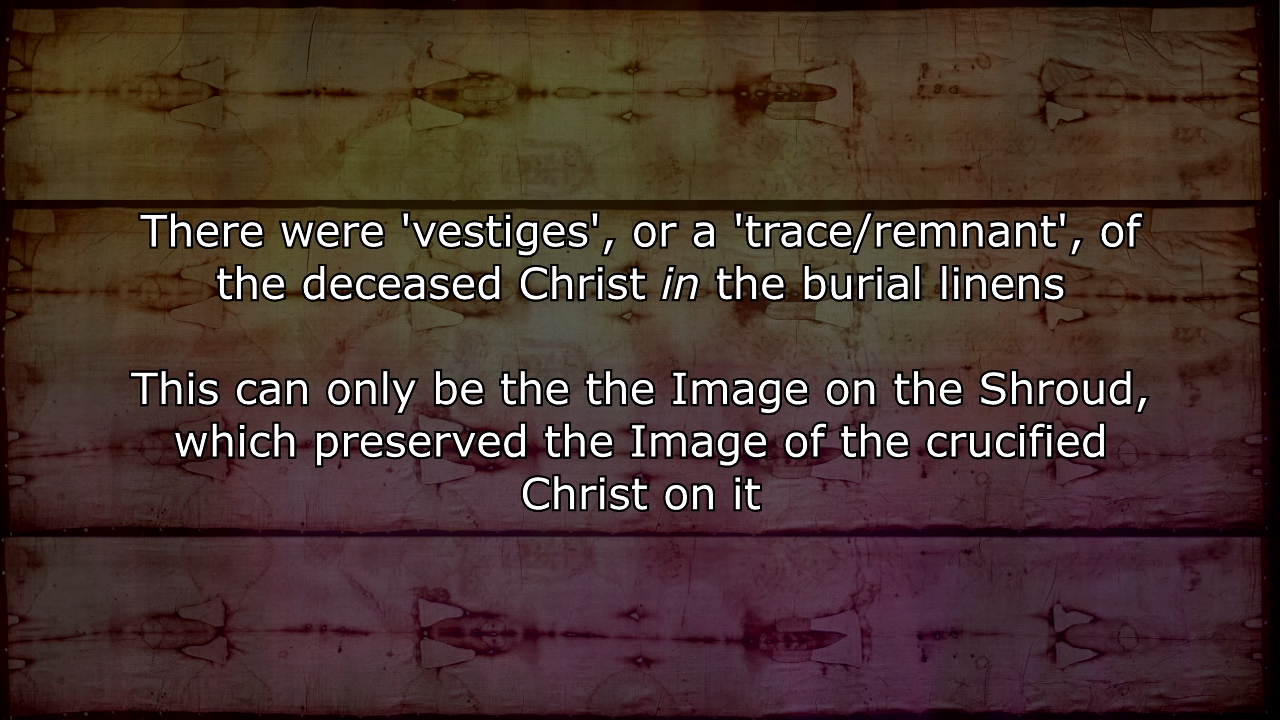 There were 'vestiges', or a 'trace/remnant', of
the deceased Christ in the burial linens
This can only be the the Image on the Shroud,
which preserved the Image of the crucified
Christ on it